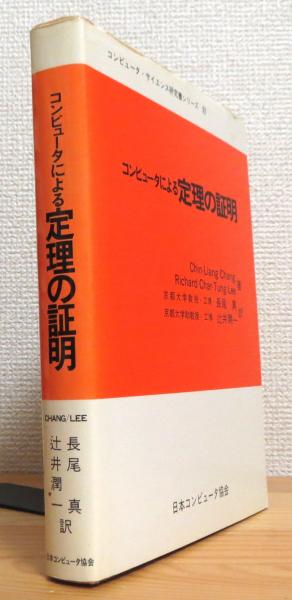 コンピュータによる定理の証明
CHANG/LEE
長尾 真
辻井潤一 訳
日本コンピュータ協会
コンピュータ・サイエンス研究書シリーズ
コンピュータによる定理の証明
Chin-Liang Chang
Richard Char-Tung Lee 著
京都大学教授・工博 長尾 真
京都大学助教授・工博 辻井潤一 訳
日本コンピュータ協会